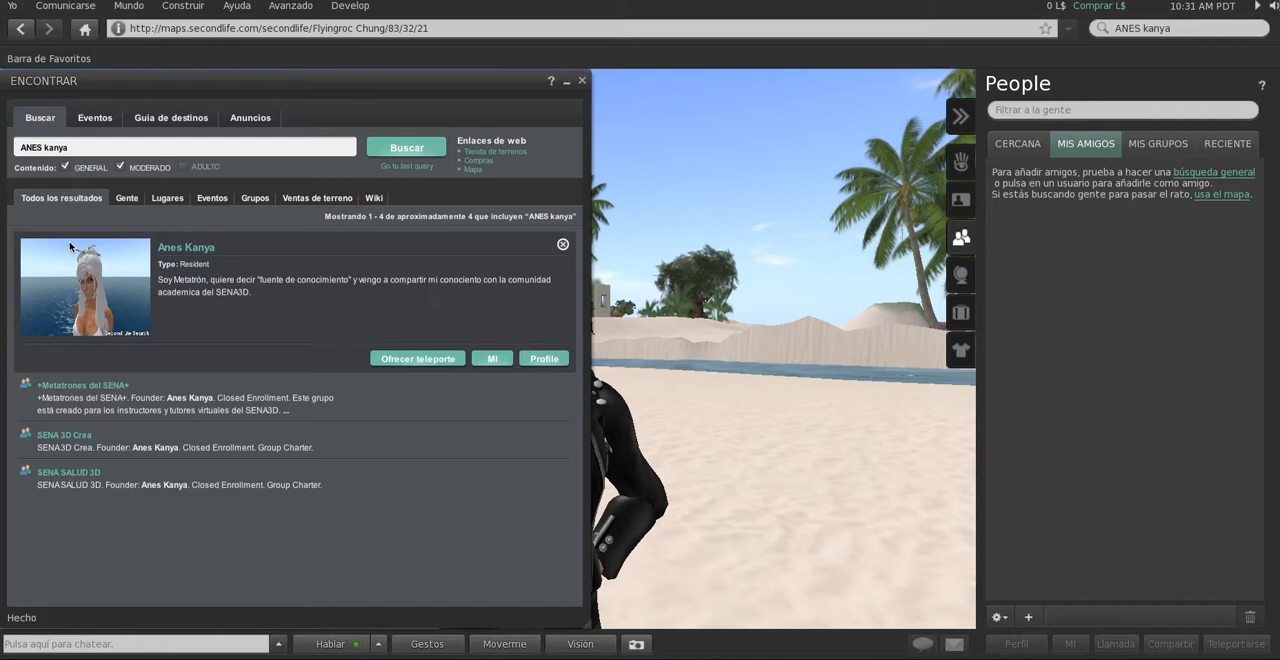 Yo Comunicarse Mundo Construir Ayuda Avanzado Develop 0 L$ Comprar L$ 10:31 AM PDT
http://maps.secondlife.com/secondlife/Flyingroc Chung/83/32/21 ANES kanya
Barra de Favoritos
ENCONTRAR ? _ ×
Buscar Eventos Guía de destinos Anuncios
ANES kanya Buscar
Contenido: GENERAL MODERADO ADULTO
Go to last query
Enlaces de web
• Tienda de terrenos
• Compras
• Mapa
Todos los resultados Gente Lugares Eventos Grupos Ventas de terreno Wiki
Mostrando 1 - 4 de aproximadamente 4 que incluyen "ANES kanya"
Anes Kanya
Type: Resident
Soy Metatrón, quiere decir "fuente de conocimiento" y vengo a compartir mi conociento con la comunidad
academica del SENA3D.
Second Life Search
Ofrecer teleporte MI Profile
+Metatrones del SENA+
+Metatrones del SENA+. Founder: Anes Kanya. Closed Enrollment. Este grupo
está creado para los instructores y tutores virtuales del SENA3D. ...
SENA 3D Crea
SENA 3D Crea. Founder: Anes Kanya. Closed Enrollment. Group Charter.
SENA SALUD 3D
SENA SALUD 3D. Founder: Anes Kanya. Closed Enrollment. Group Charter.
Hecho
People ?
Filtrar a la gente
CERCANA MIS AMIGOS MIS GRUPOS RECIENTE
Para añadir amigos, prueba a hacer una búsqueda general
o pulsa en un usuario para añadirle como amigo.
Si estás buscando gente para pasar el rato, usa el mapa.
Pulsa aquí para chatear. Hablar Gestos Moverme Visión
Perfil MI Llamada Compartir Teleportarse